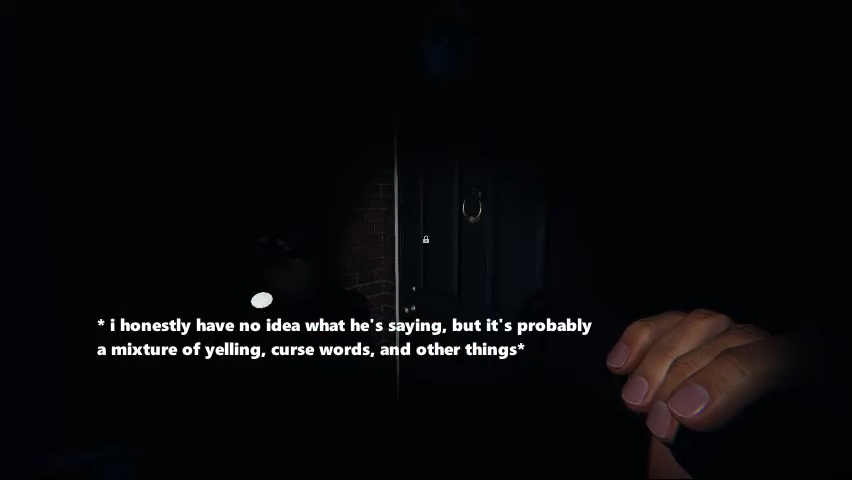 * i honestly have no idea what he's saying, but it's probably
a mixture of yelling, curse words, and other things*